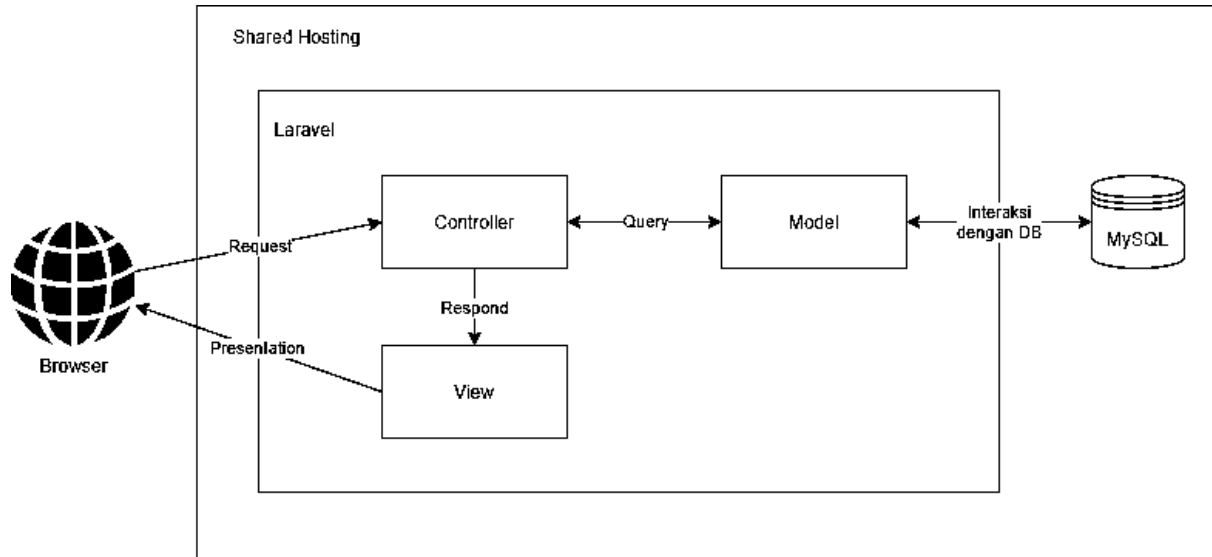 Shared Hosting
Laravel
Controller
Query
Model
Interaksi
dengan DB
MySQL
Request
Respond
Presentation
Browser
View